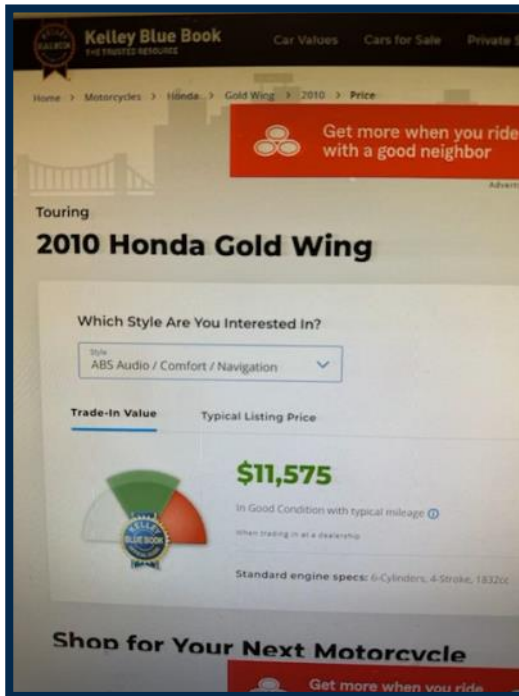 Kelley Blue Book
THE TRUSTED RESOURCE
Car Values Cars for Sale Private
Home > Motorcycles > Honda > Gold Wing > 2010 > Price
Get more when you ride
with a good neighbor
Touring
2010 Honda Gold Wing
Which Style Are You Interested In?
Style
ABS Audio / Comfort / Navigation
Trade-In Value Typical Listing Price
$11,575
In Good Condition with typical mileage
When trading in at a dealership
KELLEY
BLUE BOOK
Standard engine specs: 6-Cylinders, 4-Stroke, 1832cc
Shop for Your Next Motorcycle
Get more when you ride